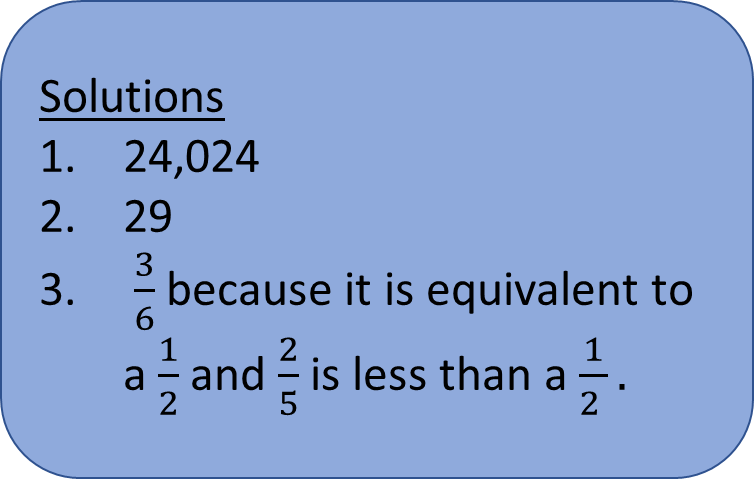 Solutions
1. 24,024
2. 29
3. 3/6 because it is equivalent to
a 1/2 and 2/5 is less than a 1/2 .